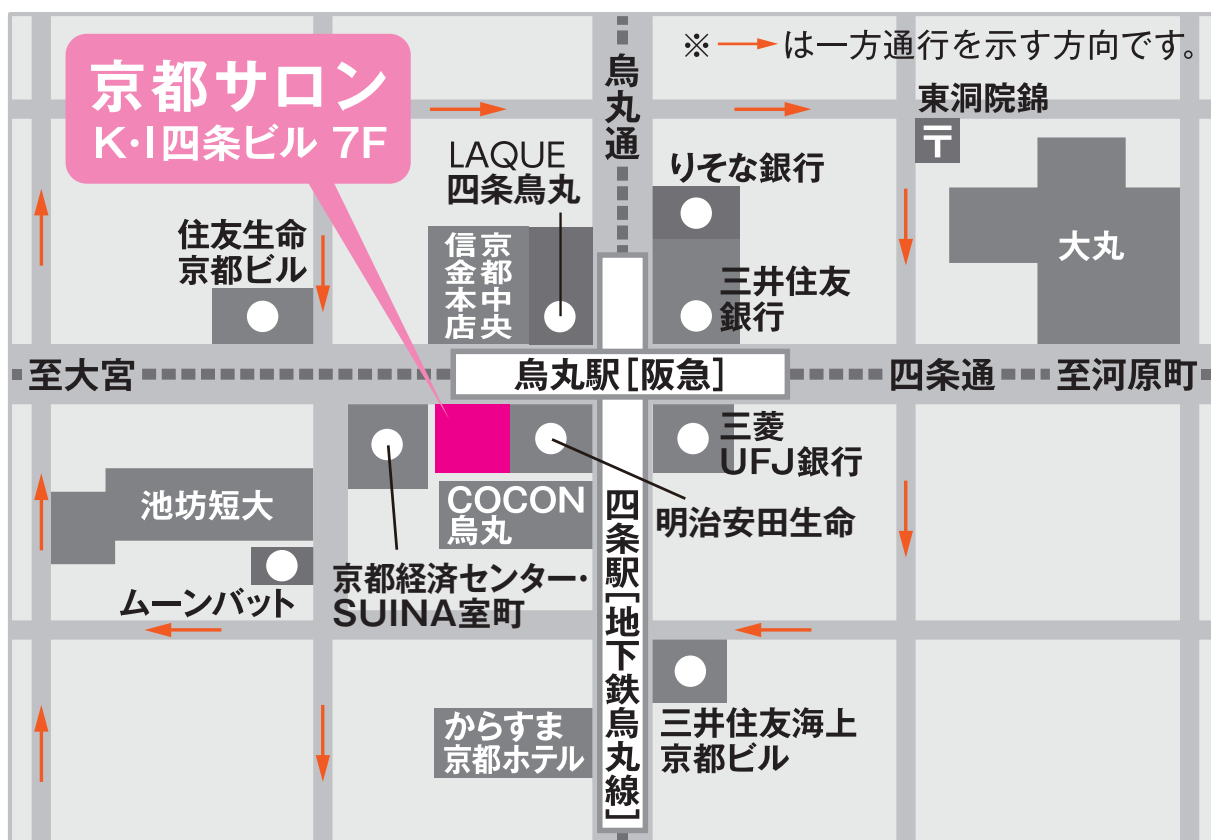 京都サロン
K・I四条ビル 7F
※→は一方通行を示す方向です。
烏丸通
東洞院錦
〒
LAQUE
四条烏丸
りそな銀行
住友生命
京都ビル
京都中央
信金本店
三井住友
銀行
大丸
至大宮
烏丸駅[阪急]
四条通
至河原町
三菱
UFJ銀行
池坊短大
COCON
烏丸
明治安田生命
四条駅[地下鉄烏丸線]
京都経済センター・
SUINA室町
ムーンバット
からすま
京都ホテル
三井住友海上
京都ビル